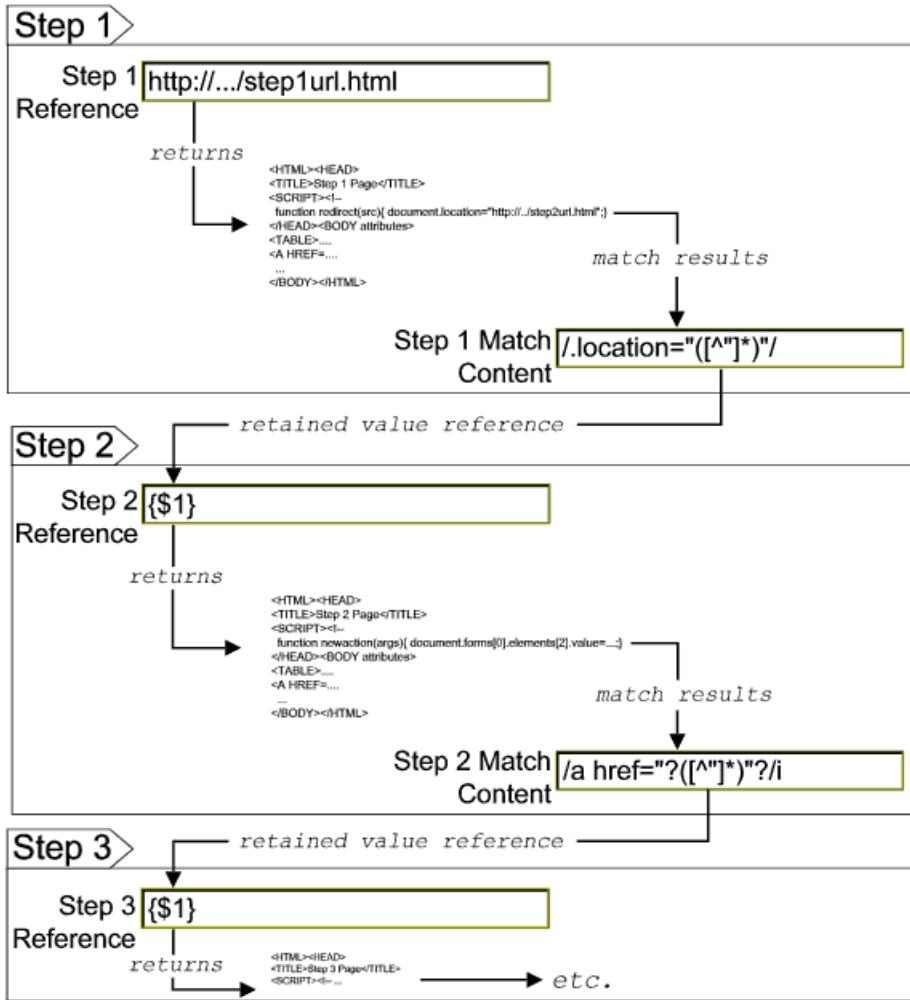 Step 1
Step 1 Reference
http://.../step1url.html
returns
<HTML><HEAD>
<TITLE>Step 1 Page</TITLE>
<SCRIPT><!--
function redirect(src){ document.location="http://../step2url.html";}
</HEAD><BODY attributes>
<TABLE>....
<A HREF=....
...
</BODY></HTML>
match results
Step 1 Match Content
/.location="([^"]*)"/
retained value reference
Step 2
Step 2 Reference
{$1}
returns
<HTML><HEAD>
<TITLE>Step 2 Page</TITLE>
<SCRIPT><!--
function newaction(args){ document.forms[0].elements[2].value=...;}
</HEAD><BODY attributes>
<TABLE>....
<A HREF=....
...
</BODY></HTML>
match results
Step 2 Match Content
/a href="?([^"]*)"?/i
retained value reference
Step 3
Step 3 Reference
{$1}
returns
<HTML><HEAD>
<TITLE>Step 3 Page</TITLE>
<SCRIPT><!-- ...
etc.